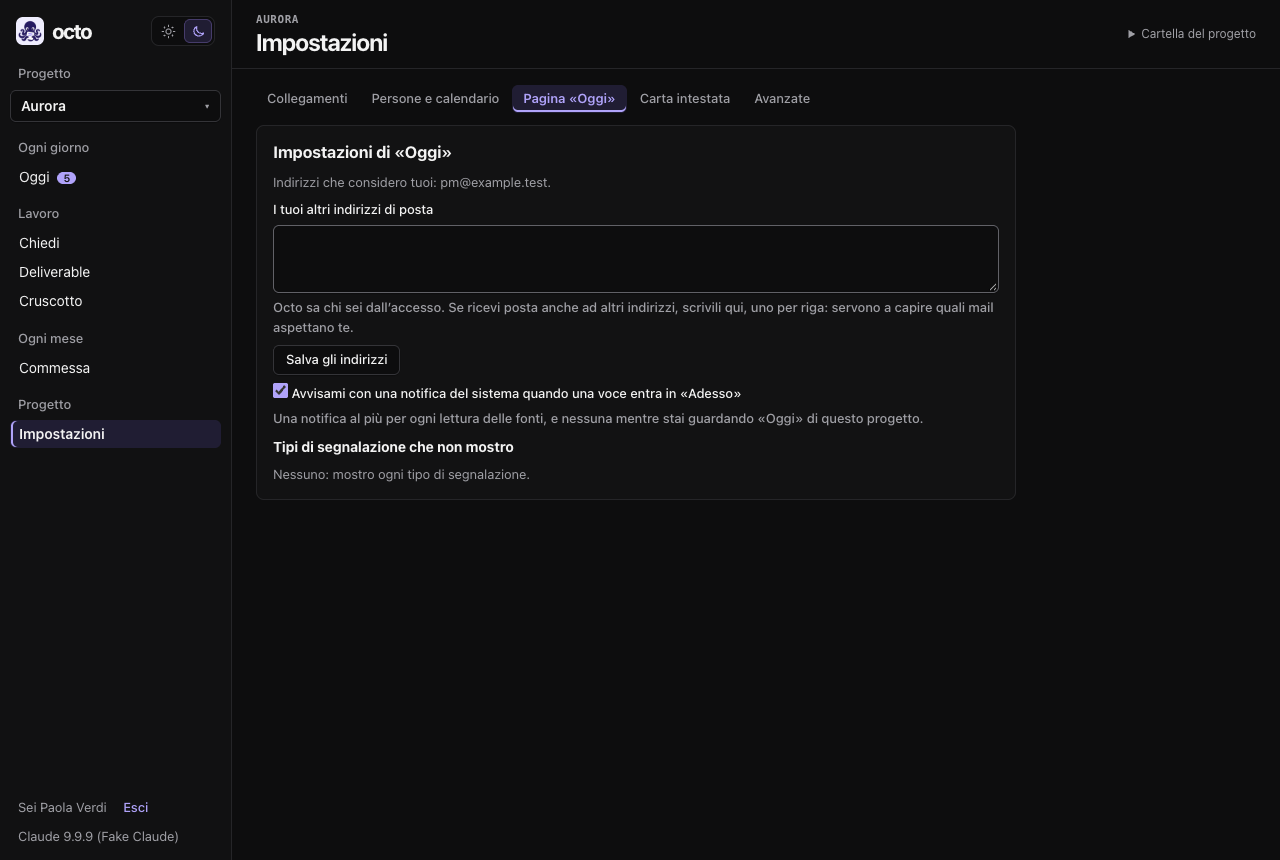 octo
Progetto
Aurora
Ogni giorno
Oggi 5
Lavoro
Chiedi
Deliverable
Cruscotto
Ogni mese
Commessa
Progetto
Impostazioni
Sei Paola Verdi Esci
Claude 9.9.9 (Fake Claude)
AURORA
Impostazioni
Cartella del progetto
Collegamenti Persone e calendario Pagina «Oggi» Carta intestata Avanzate
Impostazioni di «Oggi»
Indirizzi che considero tuoi: pm@example.test.
I tuoi altri indirizzi di posta
Octo sa chi sei dall'accesso. Se ricevi posta anche ad altri indirizzi, scrivili qui, uno per riga: servono a capire quali mail
aspettano te.
Salva gli indirizzi
Avvisami con una notifica del sistema quando una voce entra in «Adesso»
Una notifica al più per ogni lettura delle fonti, e nessuna mentre stai guardando «Oggi» di questo progetto.
Tipi di segnalazione che non mostro
Nessuno: mostro ogni tipo di segnalazione.